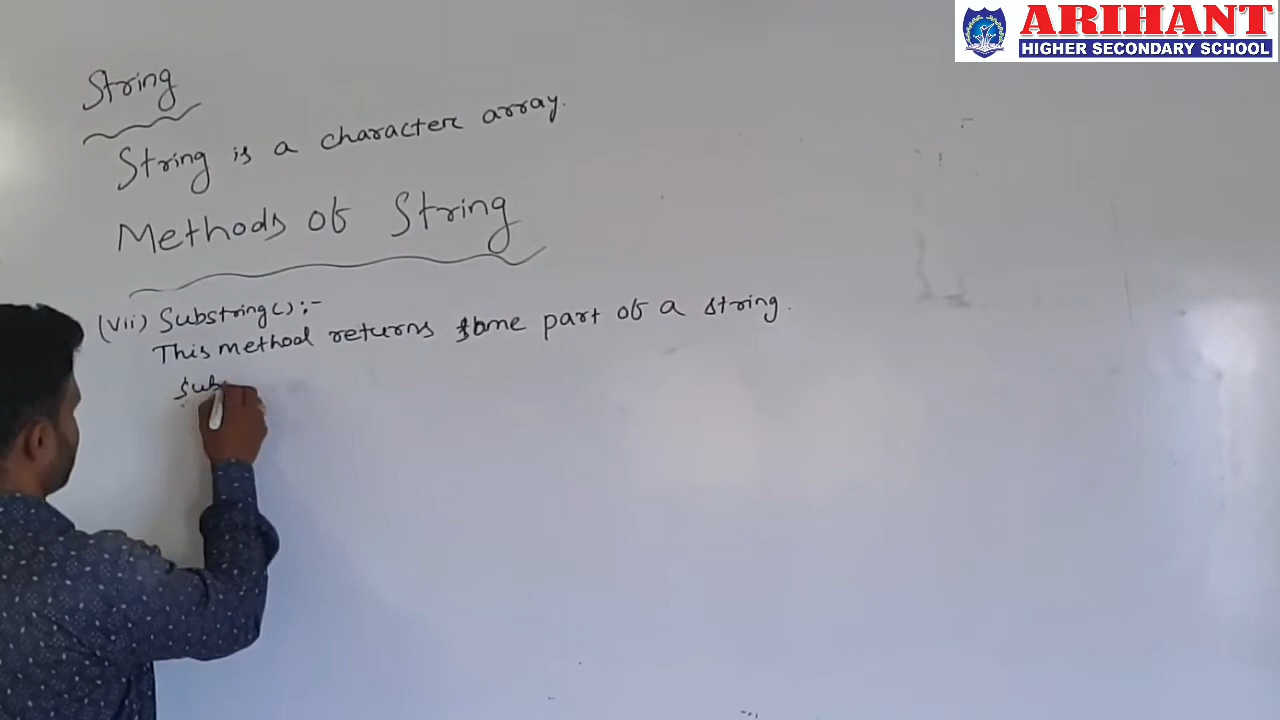 ARIHANT
HIGHER SECONDARY SCHOOL
String
String is a character array.
Methods of String
(vii) Substring() :-
This method returns some part of a string.
Sub